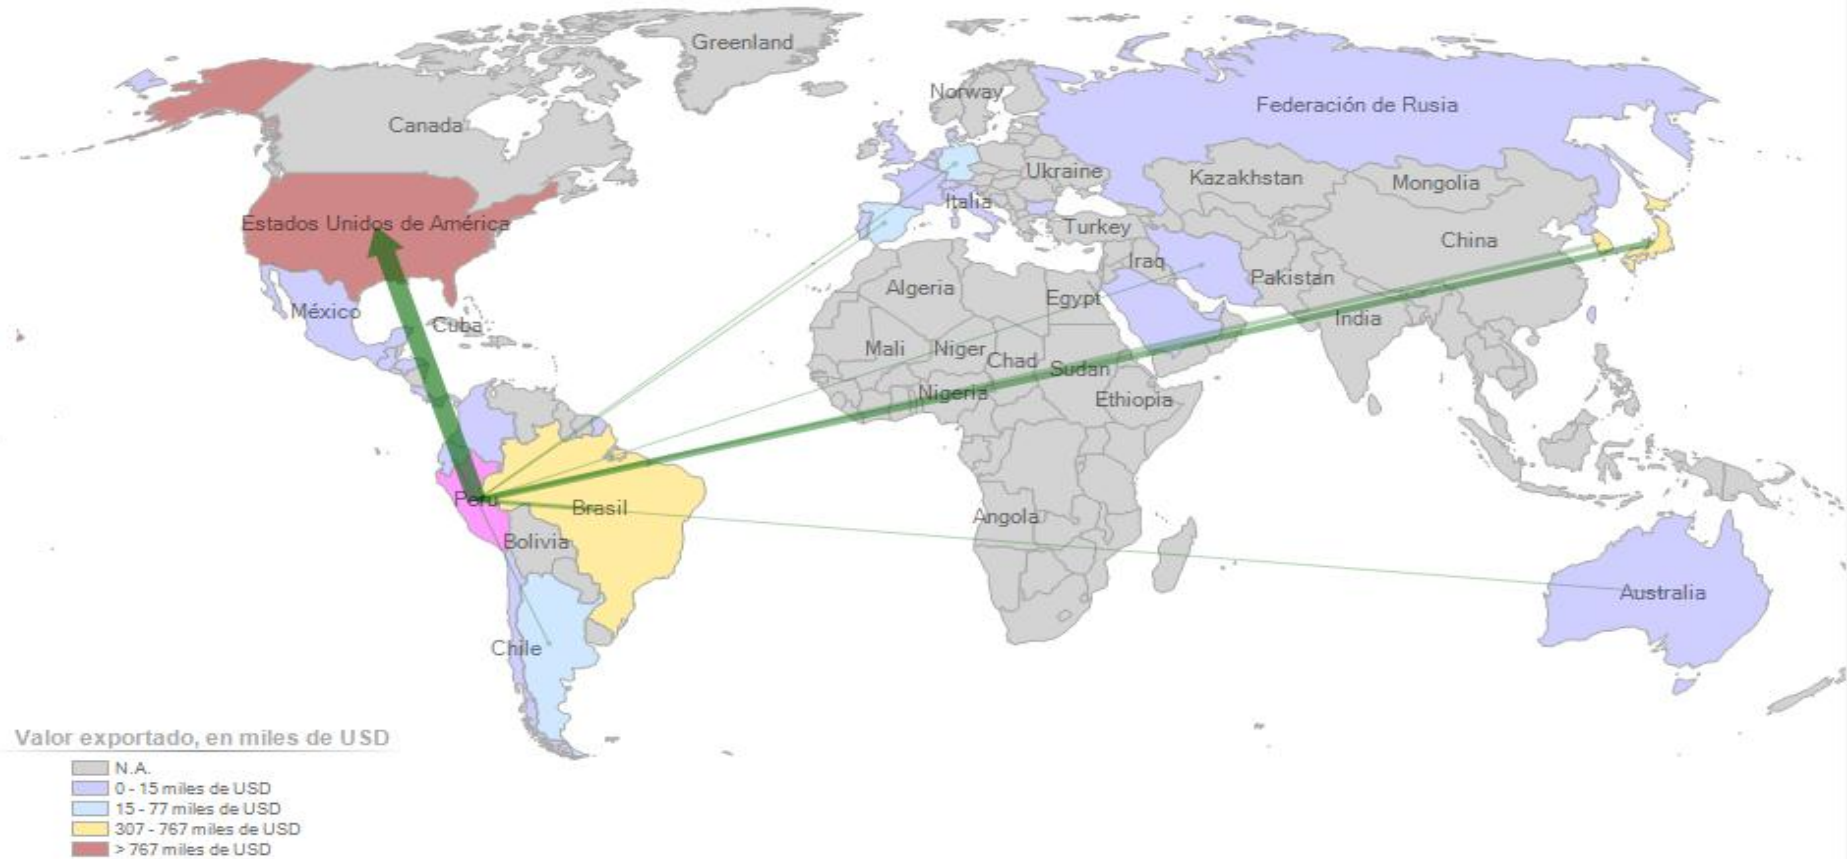 Greenland
Norway
Federación de Rusia
Canada
Ukraine
Kazakhstan
Mongolia
Italia
Estados Unidos de América
Turkey
China
Iraq
Pakistan
Algeria
Egypt
México
Cuba
India
Mali
Niger
Chad
Sudan
Nigeria
Ethiopia
Peru
Brasil
Angola
Bolivia
Australia
Chile
Valor exportado, en miles de USD
N.A.
0 - 15 miles de USD
15 - 77 miles de USD
307 - 767 miles de USD
> 767 miles de USD